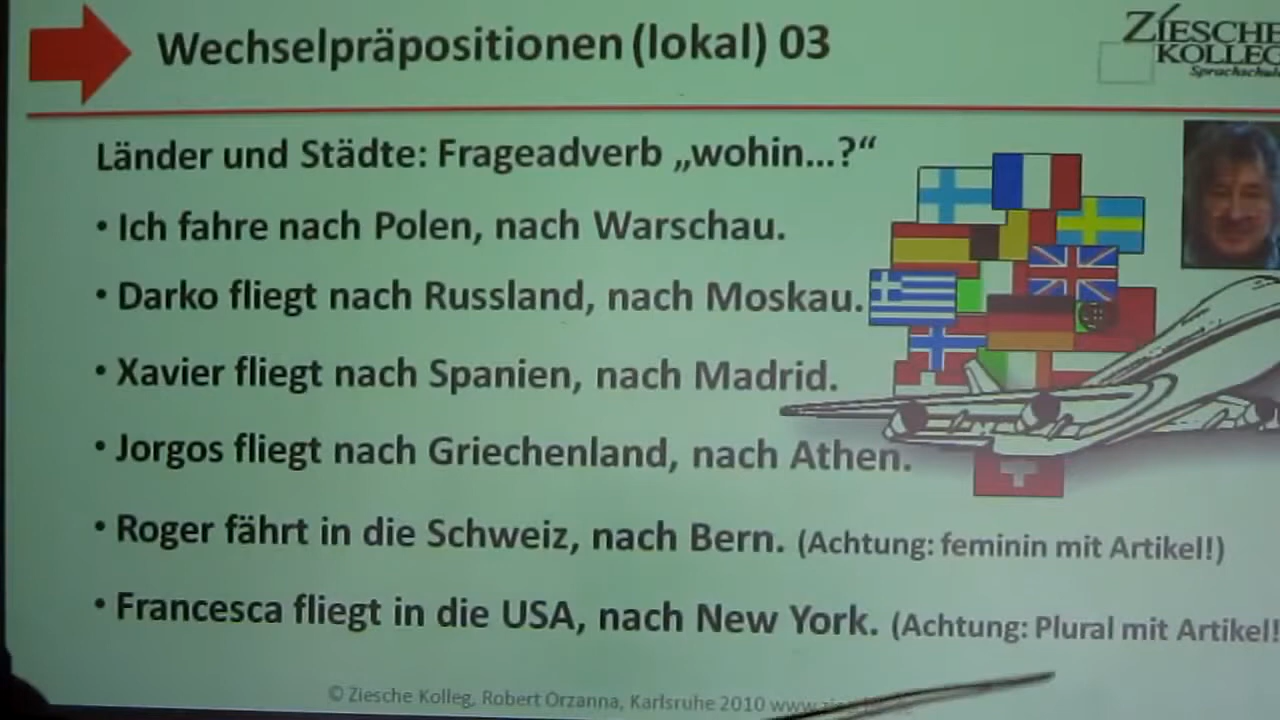 Wechselpräpositionen (lokal) 03
ZIESCHE
KOLLEG
Sprachschule
Länder und Städte: Frageadverb „wohin...?“
• Ich fahre nach Polen, nach Warschau.
• Darko fliegt nach Russland, nach Moskau.
• Xavier fliegt nach Spanien, nach Madrid.
• Jorgos fliegt nach Griechenland, nach Athen.
• Roger fährt in die Schweiz, nach Bern. (Achtung: feminin mit Artikel!)
• Francesca fliegt in die USA, nach New York. (Achtung: Plural mit Artikel!
© Ziesche Kolleg, Robert Orzanna, Karlsruhe 2010